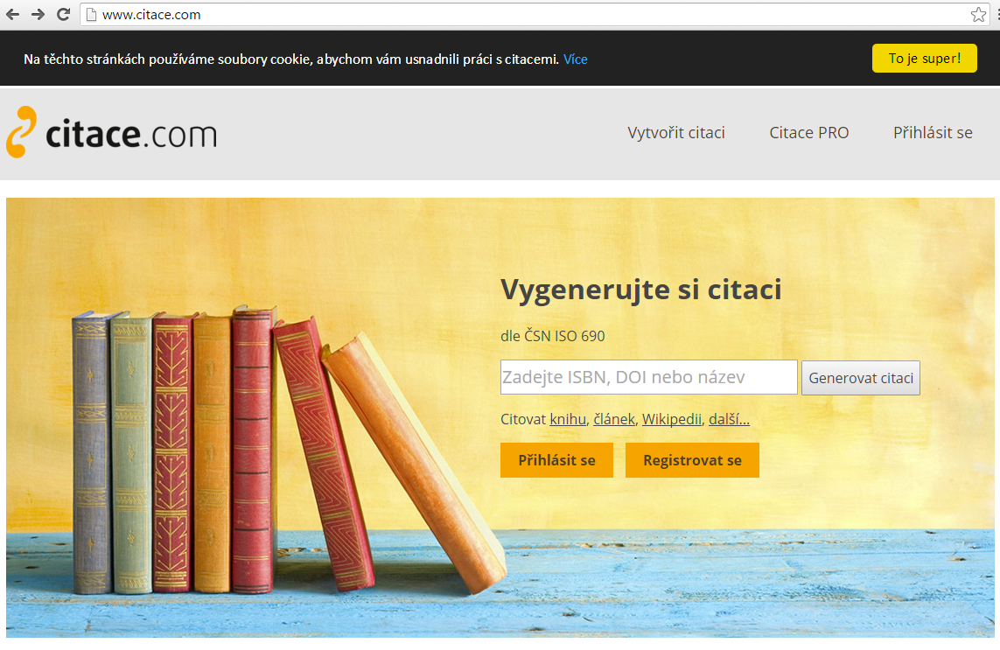 www.citace.com
Na těchto stránkách používáme soubory cookie, abychom vám usnadnili práci s citacemi. Více
To je super!
citace.com
Vytvořit citaci
Citace PRO
Přihlásit se
Vygenerujte si citaci
dle ČSN ISO 690
Zadejte ISBN, DOI nebo název
Generovat citaci
Citovat knihu, článek, Wikipedii, další...
Přihlásit se
Registrovat se